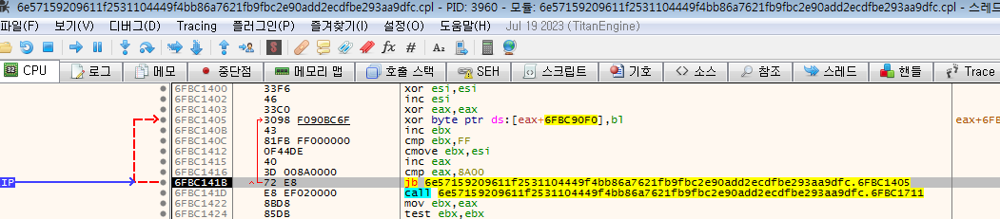 6e57159209611f2531104449f4bb86a7621fb9fbc2e90add2ecdfbe293aa9dfc.cpl - PID: 3960 - 모듈: 6e57159209611f2531104449f4bb86a7621fb9fbc2e90add2ecdfbe293aa9dfc.cpl - 스레드
파일(F) 보기(V) 디버그(D) Tracing 플러그인(P) 즐겨찾기(I) 설정(O) 도움말(H) Jul 19 2023 (TitanEngine)
CPU 로그 메모 중단점 메모리 맵 호출 스택 SEH 스크립트 기호 소스 참조 스레드 핸들 Trace
6FBC1400 33F6 xor esi,esi
6FBC1402 46 inc esi
6FBC1403 33C0 xor eax,eax
6FBC1405 3098 F090BC6F xor byte ptr ds:[eax+6FBC90F0],bl eax+6FB
6FBC140B 43 inc ebx
6FBC140C 81FB FF000000 cmp ebx,FF
6FBC1412 0F44DE cmove ebx,esi
6FBC1415 40 inc eax
6FBC1416 3D 008A0000 cmp eax,8A00
IP 6FBC141B 72 E8 jb 6e57159209611f2531104449f4bb86a7621fb9fbc2e90add2ecdfbe293aa9dfc.6FBC1405
6FBC141D E8 EF020000 call 6e57159209611f2531104449f4bb86a7621fb9fbc2e90add2ecdfbe293aa9dfc.6FBC1711
6FBC1422 8BD8 mov ebx,eax
6FBC1424 85DB test ebx,ebx